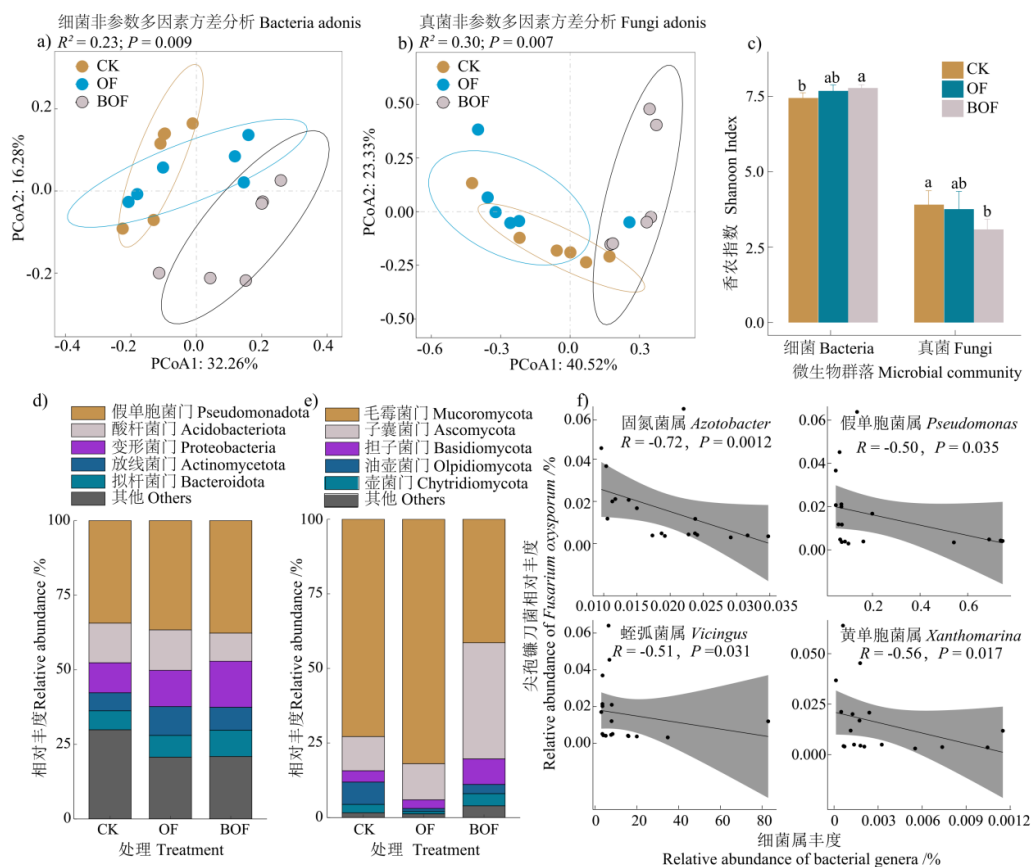 细菌非参数多因素方差分析 Bacteria adonis
a) R² = 0.23; P = 0.009
CK
OF
BOF
PCoA2: 16.28%
0.2
0.0
-0.2
-0.4
-0.2
0.0
0.2
0.4
PCoA1: 32.26%
真菌非参数多因素方差分析 Fungi adonis
b) R² = 0.30; P = 0.007
CK
OF
BOF
PCoA2: 23.33%
0.50
0.25
0.00
-0.25
-0.50
-0.6
-0.3
0.0
0.3
PCoA1: 40.52%
c)
CK
OF
BOF
b
ab
a
a
ab
b
香农指数 Shanoon Index
7.5
5.0
2.5
0.0
细菌 Bacteria
真菌 Fungi
微生物群落 Microbial community
d)
假单胞菌门 Pseudomonadota
酸杆菌门 Acidobacteriota
变形菌门 Proteobacteria
放线菌门 Actinomycetota
拟杆菌门 Bacteroidota
其他 Others
相对丰度Relative abundance /%
100
75
50
25
0
CK
OF
BOF
处理 Treatment
e)
毛霉菌门 Mucoromycota
子囊菌门 Ascomycota
担子菌门 Basidiomycota
油壶菌门 Olpidiomycota
壶菌门 Chytridiomycota
其他 Others
相对丰度Relative abundance /%
100
75
50
25
0
CK
OF
BOF
处理 Treatment
f)
尖孢镰刀菌相对丰度
Relative abundance of Fusarium oxysporum /%
固氮菌属 Azotobacter
R = -0.72, P = 0.0012
0.06
0.04
0.02
0.00
0.010
0.015
0.020
0.025
0.030
0.035
假单胞菌属 Pseudomonas
R = -0.50, P = 0.035
0.06
0.04
0.02
0.00
0.2
0.4
0.6
蛭弧菌属 Vicingus
R = -0.51, P =0.031
0.06
0.04
0.02
0.00
0
20
40
60
80
黄单胞菌属 Xanthomarina
R = -0.56, P = 0.017
0.050
0.025
0.000
0
0.003
0.006
0.009
0.0012
细菌属丰度
Relative abundance of bacterial genera /%